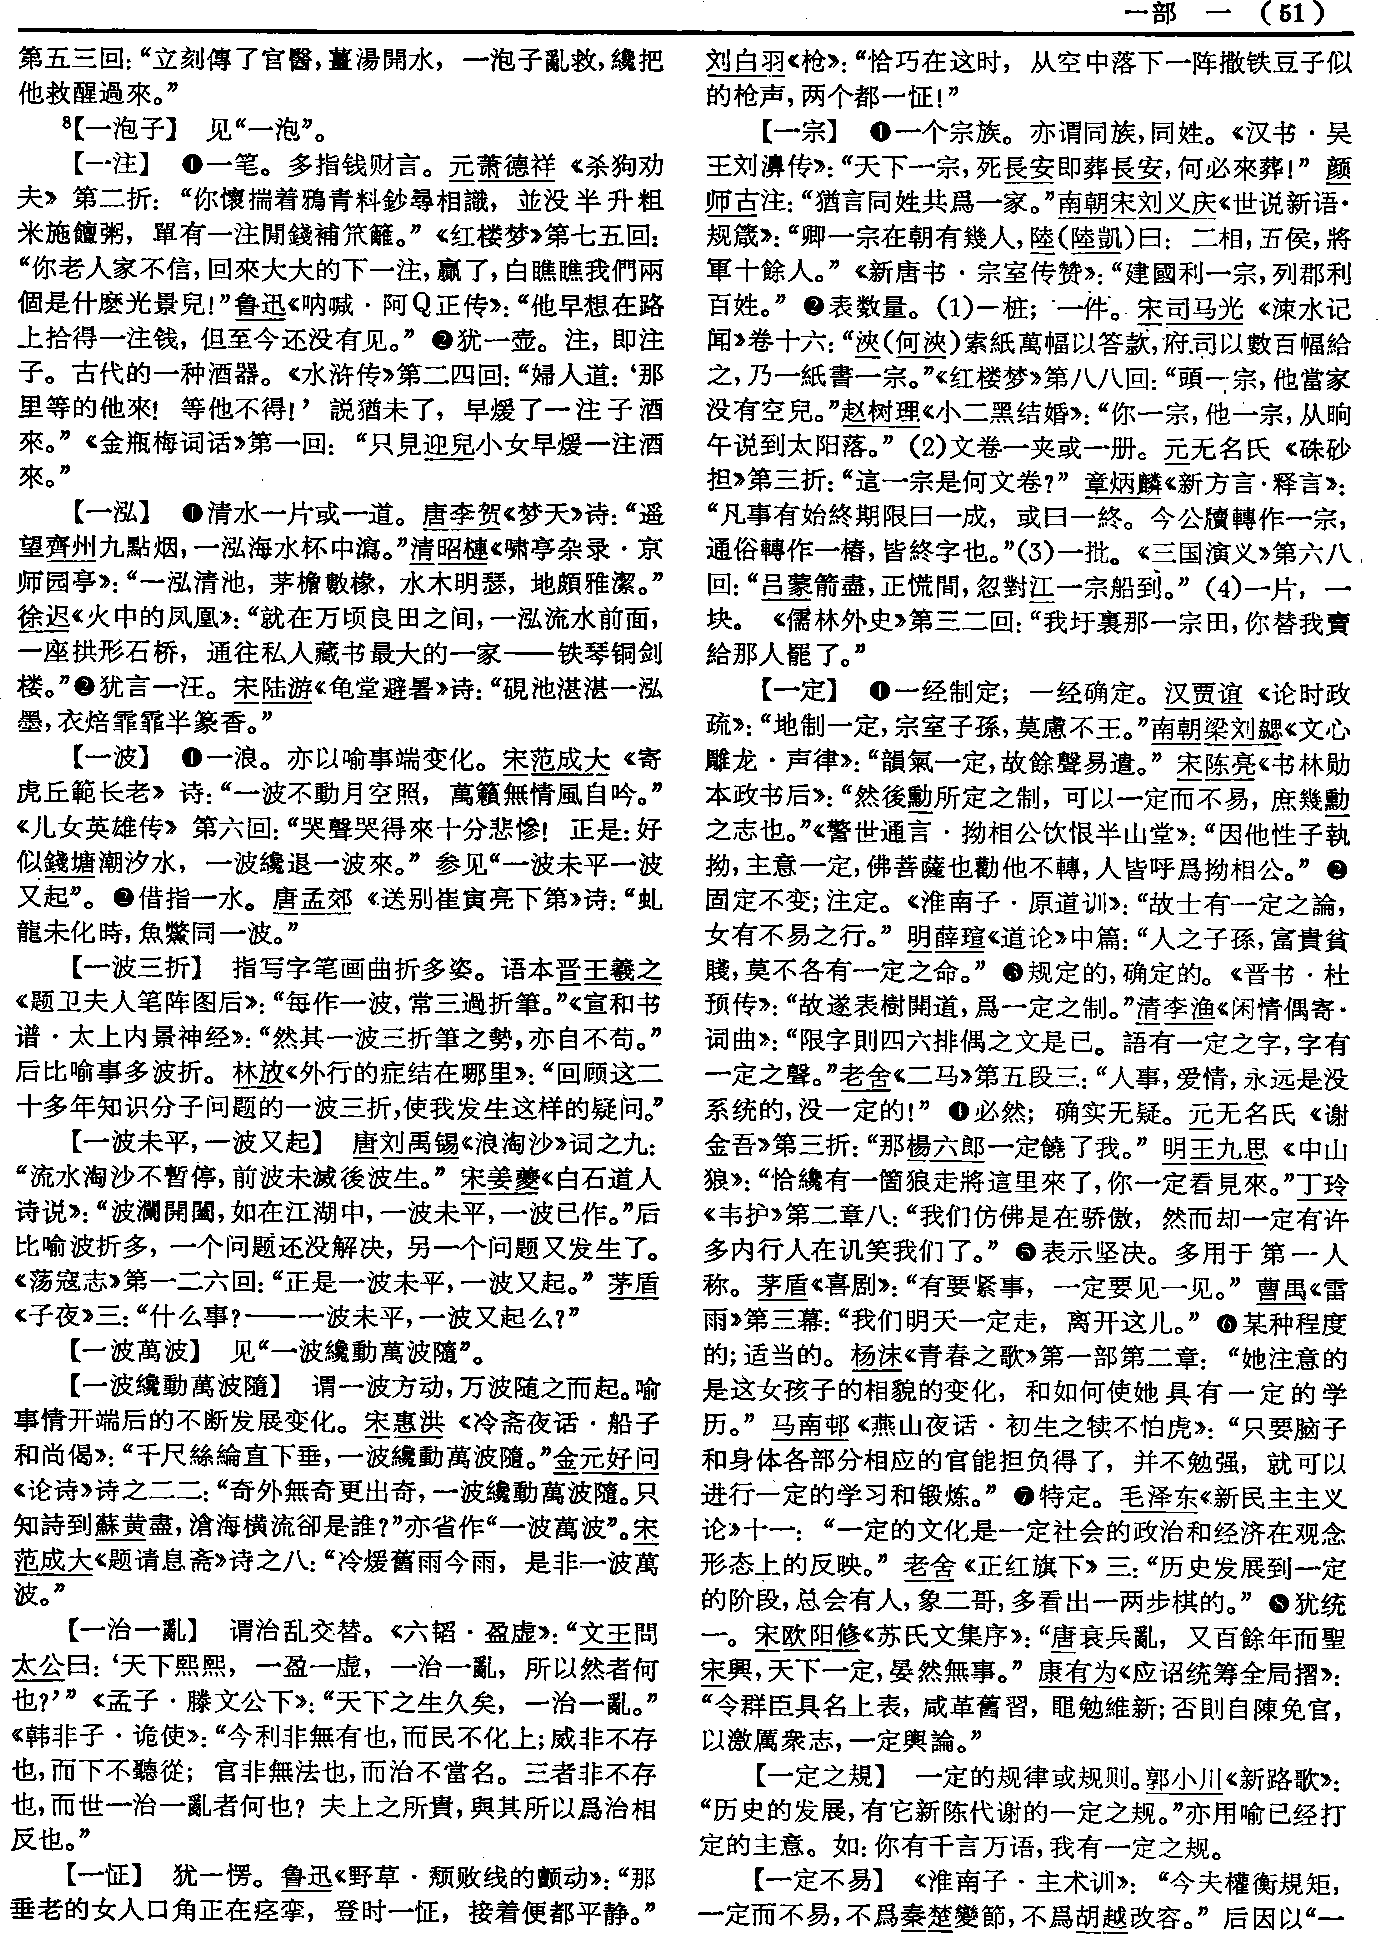 一部 一 （51）
第五三回：“立刻傳了官醫，薑湯開水，一泡子亂救，纔把
他救醒過來。”
⁸【一泡子】 见“一泡”。
【一注】 ❶一笔。多指钱财言。元萧德祥《杀狗劝
夫》第二折：“你懷揣着鴉青料鈔尋相識，並没半升粗
米施饘粥，單有一注閒錢補笊籬。”《红楼梦》第七五回：
“你老人家不信，回來大大的下一注，贏了，白瞧瞧我們兩
個是什麽光景兒！”鲁迅《呐喊·阿Q正传》：“他早想在路
上拾得一注钱，但至今还没有见。”❷犹一壶。注，即注
子。古代的一种酒器。《水浒传》第二四回：“婦人道：‘那
里等的他來！等他不得！’説猶未了，早煖了一注子酒
來。”《金瓶梅词话》第一回：“只見迎兒小女早煖一注酒
來。”
【一泓】 ❶清水一片或一道。唐李贺《梦天》诗：“遥
望齊州九點烟，一泓海水杯中瀉。”清昭槤《啸亭杂录·京
师园亭》：“一泓清池，茅檐數椽，水木明瑟，地頗雅潔。”
徐迟《火中的凤凰》：“就在万顷良田之间，一泓流水前面，
一座拱形石桥，通往私人藏书最大的一家——铁琴铜剑
楼。”❷犹言一汪。宋陆游《龟堂避暑》诗：“硯池湛湛一泓
墨，衣焙霏霏半篆香。”
【一波】 ❶一浪。亦以喻事端变化。宋范成大《寄
虎丘範长老》诗：“一波不動月空照，萬籟無情風自吟。”
《儿女英雄传》第六回：“哭聲哭得來十分悲慘！正是：好
似錢塘潮汐水，一波纔退一波來。”参见“一波未平一波
又起”。❷借指一水。唐孟郊《送别崔寅亮下第》诗：“虬
龍未化時，魚鱉同一波。”
【一波三折】 指写字笔画曲折多姿。语本晋王羲之
《题卫夫人笔阵图后》：“每作一波，常三過折筆。”《宣和书
谱·太上内景神经》：“然其一波三折筆之勢，亦自不苟。”
后比喻事多波折。林放《外行的症结在哪里》：“回顾这二
十多年知识分子问题的一波三折，使我发生这样的疑问。”
【一波未平，一波又起】 唐刘禹锡《浪淘沙》词之九：
“流水淘沙不暫停，前波未滅後波生。”宋姜夔《白石道人
诗说》：“波瀾開闔，如在江湖中，一波未平，一波已作。”后
比喻波折多，一个问题还没解决，另一个问题又发生了。
《荡寇志》第一二六回：“正是一波未平，一波又起。”茅盾
《子夜》三：“什么事？——一波未平，一波又起么？”
【一波萬波】 见“一波纔動萬波隨”。
【一波纔動萬波隨】 谓一波方动，万波随之而起。喻
事情开端后的不断发展变化。宋惠洪《冷斋夜话·船子
和尚偈》：“千尺絲綸直下垂，一波纔動萬波隨。”金元好问
《论诗》诗之二二：“奇外無奇更出奇，一波纔動萬波隨。只
知詩到蘇黄盡，滄海横流卻是誰？”亦省作“一波萬波”。宋
范成大《题请息斋》诗之八：“冷煖舊雨今雨，是非一波萬
波。”
【一治一亂】 谓治乱交替。《六韬·盈虚》：“文王問
太公曰：‘天下熙熙，一盈一虚，一治一亂，所以然者何
也？’”《孟子·滕文公下》：“天下之生久矣，一治一亂。”
《韩非子·诡使》：“今利非無有也，而民不化上；威非不存
也，而下不聽從；官非無法也，而治不當名。三者非不存
也，而世一治一亂者何也？夫上之所貴，與其所以爲治相
反也。”
【一怔】 犹一愣。鲁迅《野草·颓败线的颤动》：“那
垂老的女人口角正在痉挛，登时一怔，接着便都平静。”
刘白羽《枪》：“恰巧在这时，从空中落下一阵撒铁豆子似
的枪声，两个都一怔！”
【一宗】 ❶一个宗族。亦谓同族，同姓。《汉书·吴
王刘濞传》：“天下一宗，死長安即葬長安，何必來葬！”颜
师古注：“猶言同姓共爲一家。”南朝宋刘义庆《世说新语·
规箴》：“卿一宗在朝有幾人，陸（陸凱）曰：二相，五侯，將
軍十餘人。”《新唐书·宗室传赞》：“建國利一宗，列郡利
百姓。”❷表数量。（1）一桩；一件。宋司马光《涑水记
闻》卷十六：“浹（何浹）索紙萬幅以答款，府司以數百幅給
之，乃一紙書一宗。”《红楼梦》第八八回：“頭一宗，他當家
没有空兒。”赵树理《小二黑结婚》：“你一宗，他一宗，从晌
午说到太阳落。”（2）文卷一夹或一册。元无名氏《硃砂
担》第三折：“這一宗是何文卷？”章炳麟《新方言·释言》：
“凡事有始終期限曰一成，或曰一終。今公牘轉作一宗，
通俗轉作一樁，皆終字也。”（3）一批。《三国演义》第六八
回：“吕蒙箭盡，正慌間，忽對江一宗船到。”（4）一片，一
块。《儒林外史》第三二回：“我圩裏那一宗田，你替我賣
給那人罷了。”
【一定】 ❶一经制定；一经确定。汉贾谊《论时政
疏》：“地制一定，宗室子孫，莫慮不王。”南朝梁刘勰《文心
雕龙·声律》：“韻氣一定，故餘聲易遣。”宋陈亮《书林勋
本政书后》：“然後勳所定之制，可以一定而不易，庶幾勳
之志也。”《警世通言·拗相公饮恨半山堂》：“因他性子執
拗，主意一定，佛菩薩也勸他不轉，人皆呼爲拗相公。”❷
固定不变；注定。《淮南子·原道训》：“故士有一定之論，
女有不易之行。”明薛瑄《道论》中篇：“人之子孫，富貴貧
賤，莫不各有一定之命。”❸规定的，确定的。《晋书·杜
预传》：“故遂表樹開道，爲一定之制。”清李渔《闲情偶寄·
词曲》：“限字則四六排偶之文是已。語有一定之字，字有
一定之聲。”老舍《二马》第五段三：“人事，爱情，永远是没
系统的，没一定的！”❹必然；确实无疑。元无名氏《谢
金吾》第三折：“那楊六郎一定饒了我。”明王九思《中山
狼》：“恰纔有一箇狼走將這里來了，你一定看見來。”丁玲
《韦护》第二章八：“我们仿佛是在骄傲，然而却一定有许
多内行人在讥笑我们了。”❺表示坚决。多用于第一人
称。茅盾《喜剧》：“有要紧事，一定要见一见。”曹禺《雷
雨》第三幕：“我们明天一定走，离开这儿。”❻某种程度
的；适当的。杨沫《青春之歌》第一部第二章：“她注意的
是这女孩子的相貌的变化，和如何使她具有一定的学
历。”马南邨《燕山夜话·初生之犊不怕虎》：“只要脑子
和身体各部分相应的官能担负得了，并不勉强，就可以
进行一定的学习和锻炼。”❼特定。毛泽东《新民主主义
论》十一：“一定的文化是一定社会的政治和经济在观念
形态上的反映。”老舍《正红旗下》三：“历史发展到一定
的阶段，总会有人，象二哥，多看出一两步棋的。”❽犹统
一。宋欧阳修《苏氏文集序》：“唐衰兵亂，又百餘年而聖
宋興，天下一定，晏然無事。”康有为《应诏统筹全局摺》：
“令群臣具名上表，咸革舊習，黽勉維新；否則自陳免官，
以激厲衆志，一定輿論。”
【一定之規】 一定的规律或规则。郭小川《新路歌》：
“历史的发展，有它新陈代谢的一定之规。”亦用喻已经打
定的主意。如：你有千言万语，我有一定之规。
【一定不易】 《淮南子·主术训》：“今夫權衡規矩，
一定而不易，不爲秦楚變節，不爲胡越改容。”后因以“一